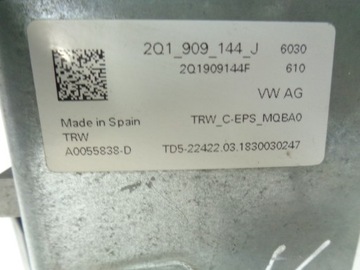 2Q1_909_144_J 6030
2Q1909144F 610
VW AG
Made in Spain TRW_C-EPS_MQBA0
TRW
A0055838-D TD5-22422.03.1830030247